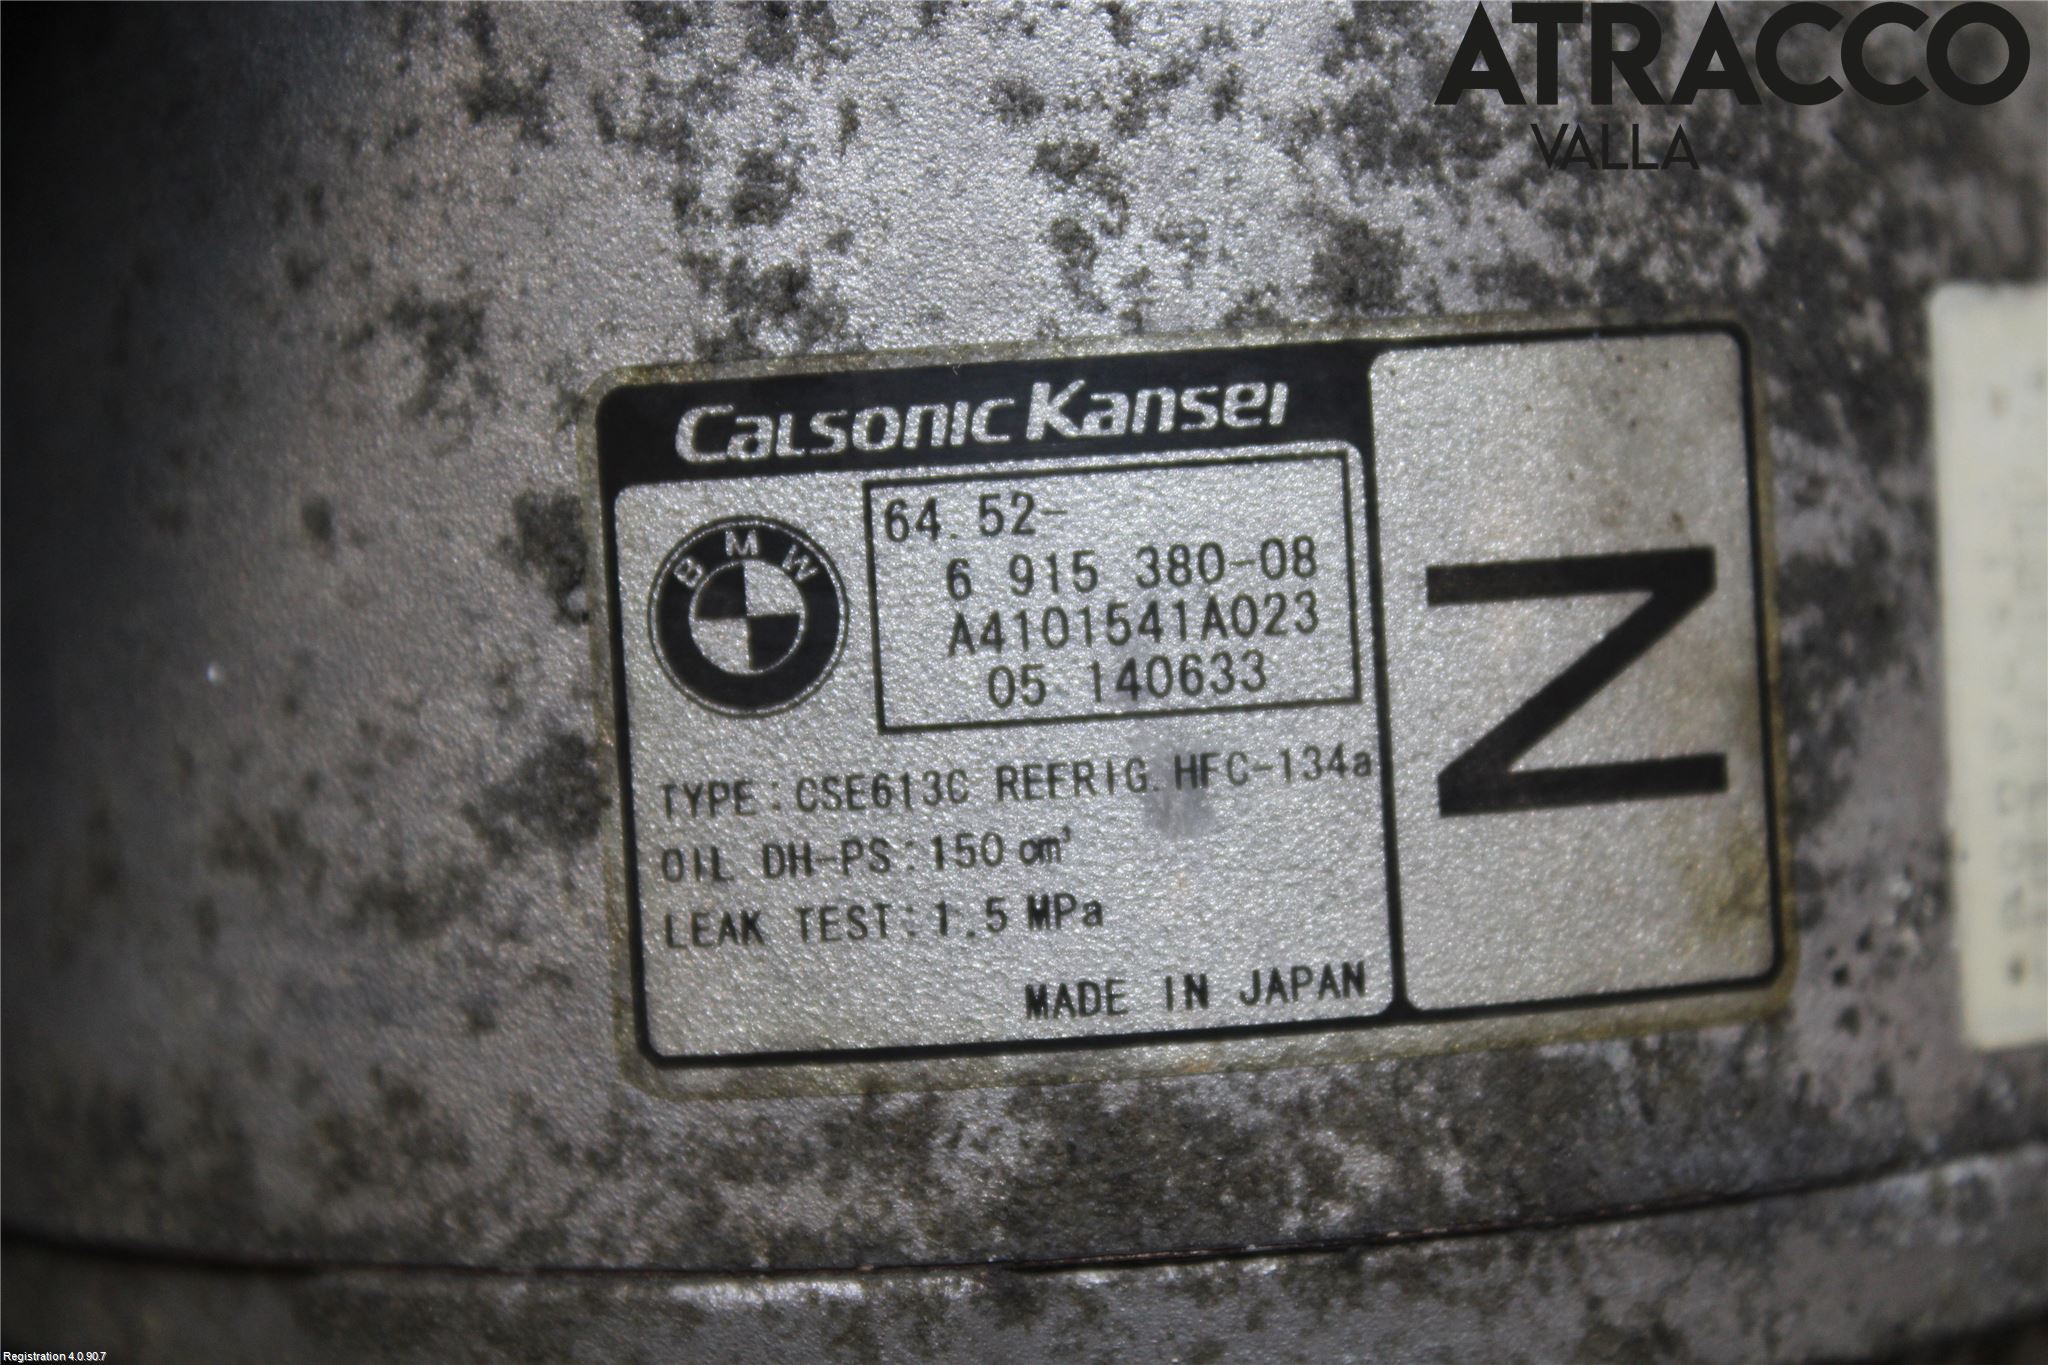 ATRACCO
VALLA
Calsonic Kansei
BMW
64.52-
6 915 380-08
A4101541A023
05 140633
TYPE: CSE613C REFRIG. HFC-134a
OIL DH-PS: 150 cm³
LEAK TEST: 1.5 MPa
MADE IN JAPAN
N
Registration 4.0.90.7